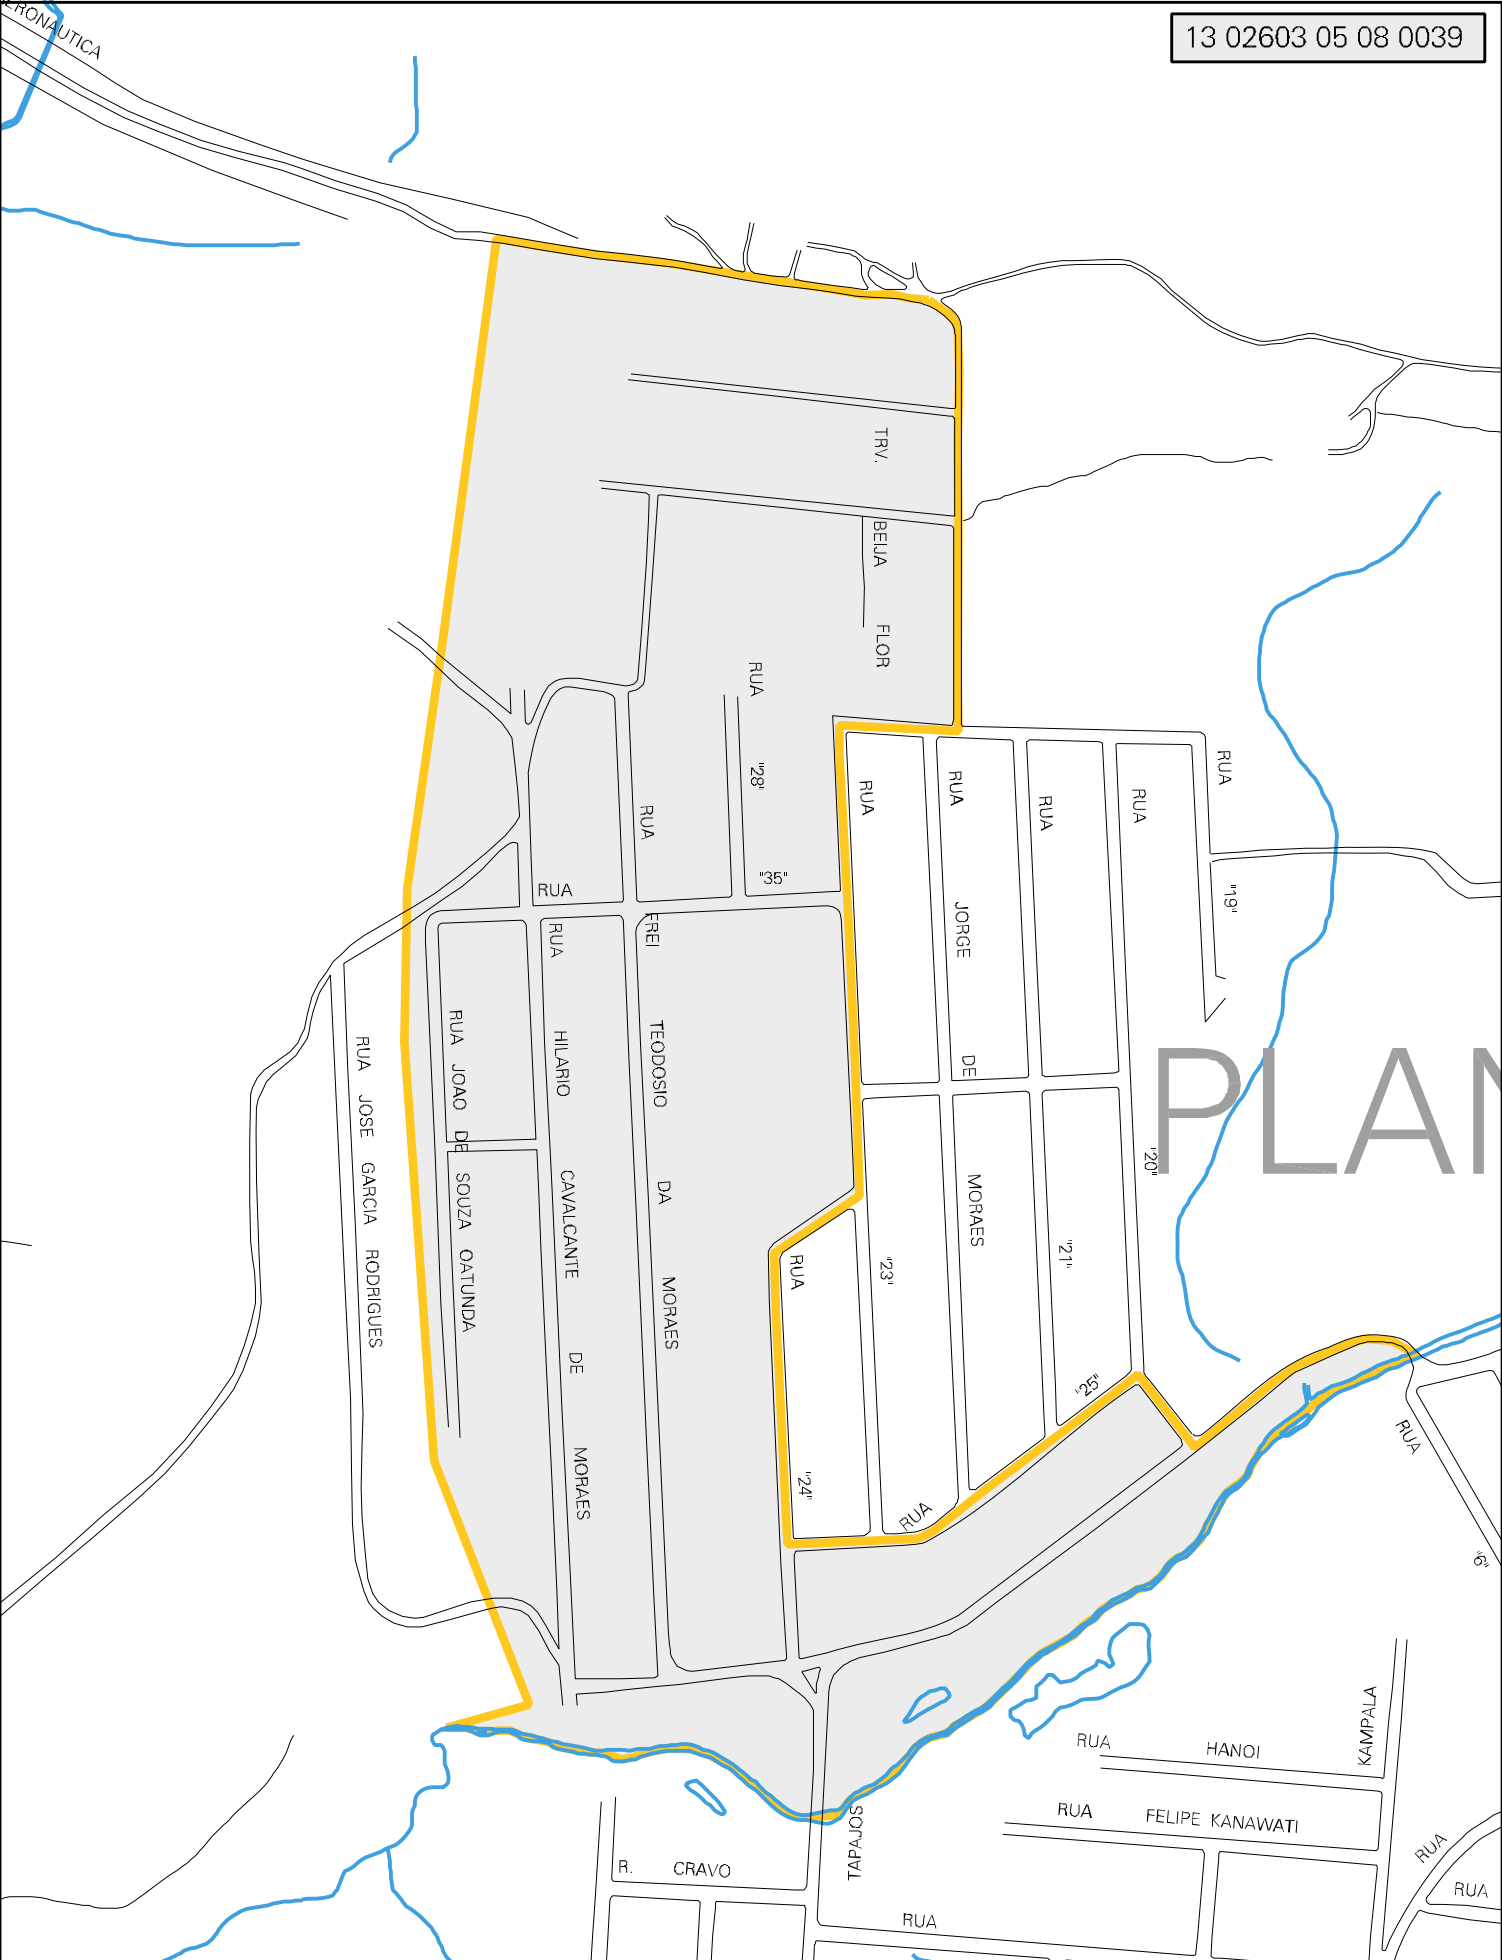 AERONAUTICA
13 02603 05 08 0039
TRV. BEIJA FLOR
RUA "28"
RUA "19"
RUA
RUA JORGE DE MORAES
RUA "21"
RUA "20"
RUA "23"
RUA "35"
RUA FREI TEODOSIO DA MORAES
RUA HILARIO CAVALCANTE DE MORAES
RUA JOAO DE SOUZA OATUNDA
RUA JOSE GARCIA RODRIGUES
PLAN
RUA "24"
RUA "25"
RUA "6"
KAMPALA
RUA HANOI
RUA FELIPE KANAWATI
TAPAJOS
R. CRAVO
RUA
RUA
RUA